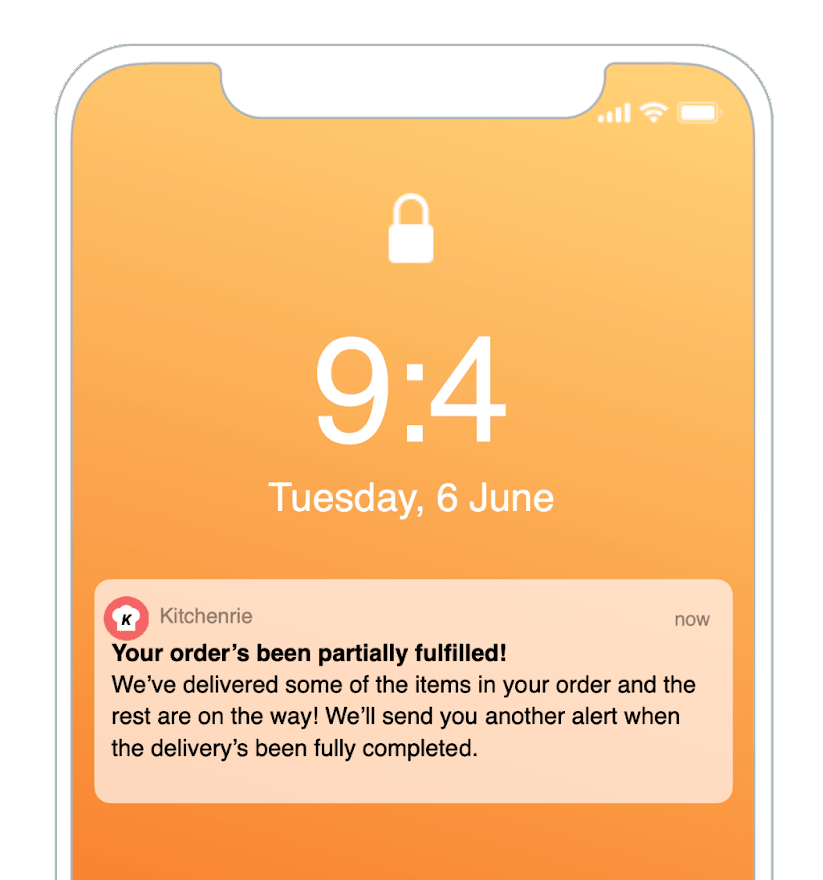 9:4
Tuesday, 6 June
K
Kitchenrie
now
Your order’s been partially fulfilled!
We’ve delivered some of the items in your order and the
rest are on the way! We’ll send you another alert when
the delivery’s been fully completed.